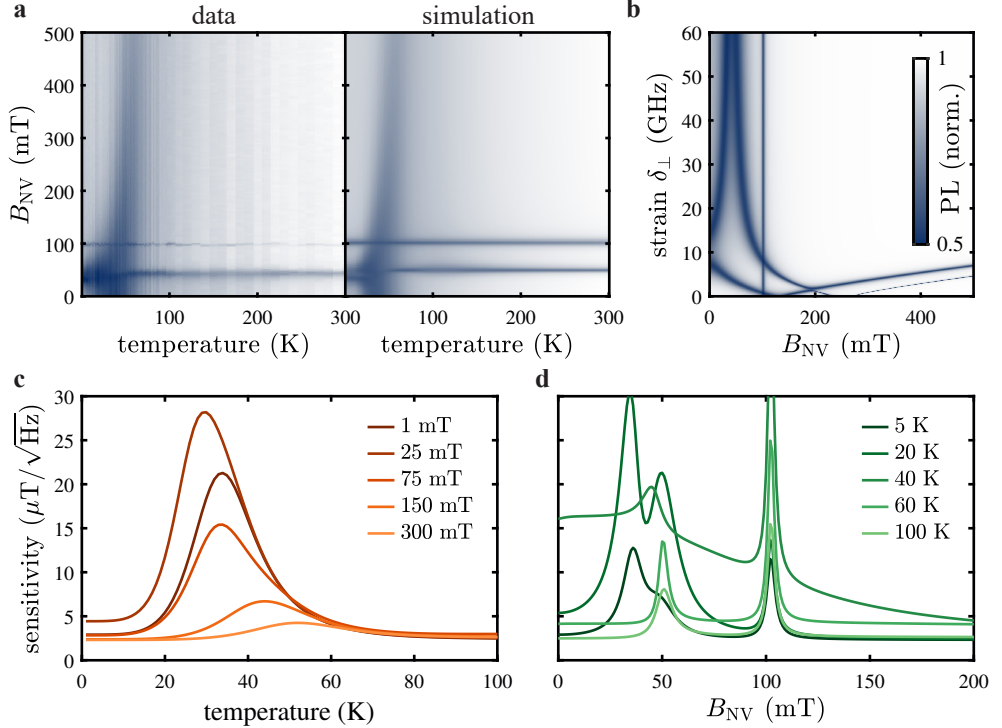 a
data
simulation
500
400
300
200
100
0
B_NV (mT)
100
200
300
100
200
300
temperature (K)
temperature (K)
b
60
50
40
30
20
10
0
strain δ⊥ (GHz)
0
200
400
B_NV (mT)
1
0.5
PL (norm.)
c
30
25
20
15
10
5
0
sensitivity (μT/√Hz)
1 mT
25 mT
75 mT
150 mT
300 mT
0
20
40
60
80
100
temperature (K)
d
5 K
20 K
40 K
60 K
100 K
0
50
100
150
200
B_NV (mT)